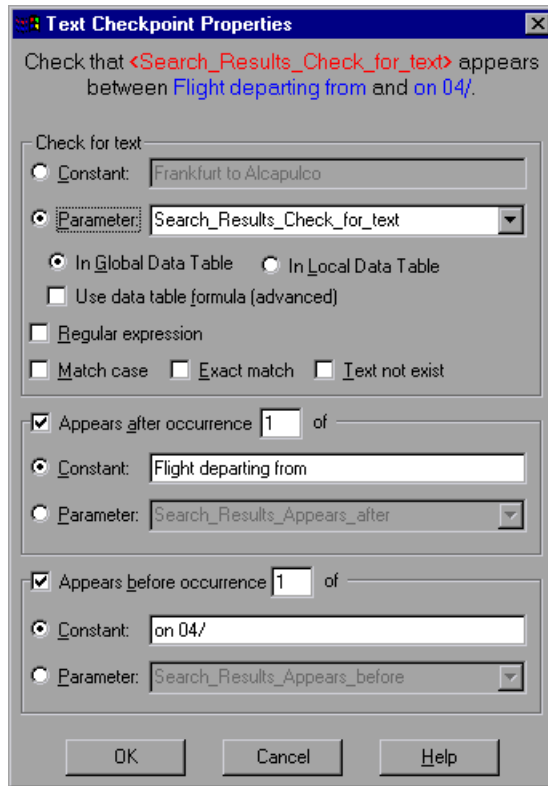 Text Checkpoint Properties
Check that <Search_Results_Check_for_text> appears
between Flight departing from and on 04/.
Check for text
Constant: Frankfurt to Alcapulco
Parameter: Search_Results_Check_for_text
In Global Data Table In Local Data Table
Use data table formula (advanced)
Regular expression
Match case Exact match Text not exist
Appears after occurrence 1 of
Constant: Flight departing from
Parameter: Search_Results_Appears_after
Appears before occurrence 1 of
Constant: on 04/
Parameter: Search_Results_Appears_before
OK Cancel Help